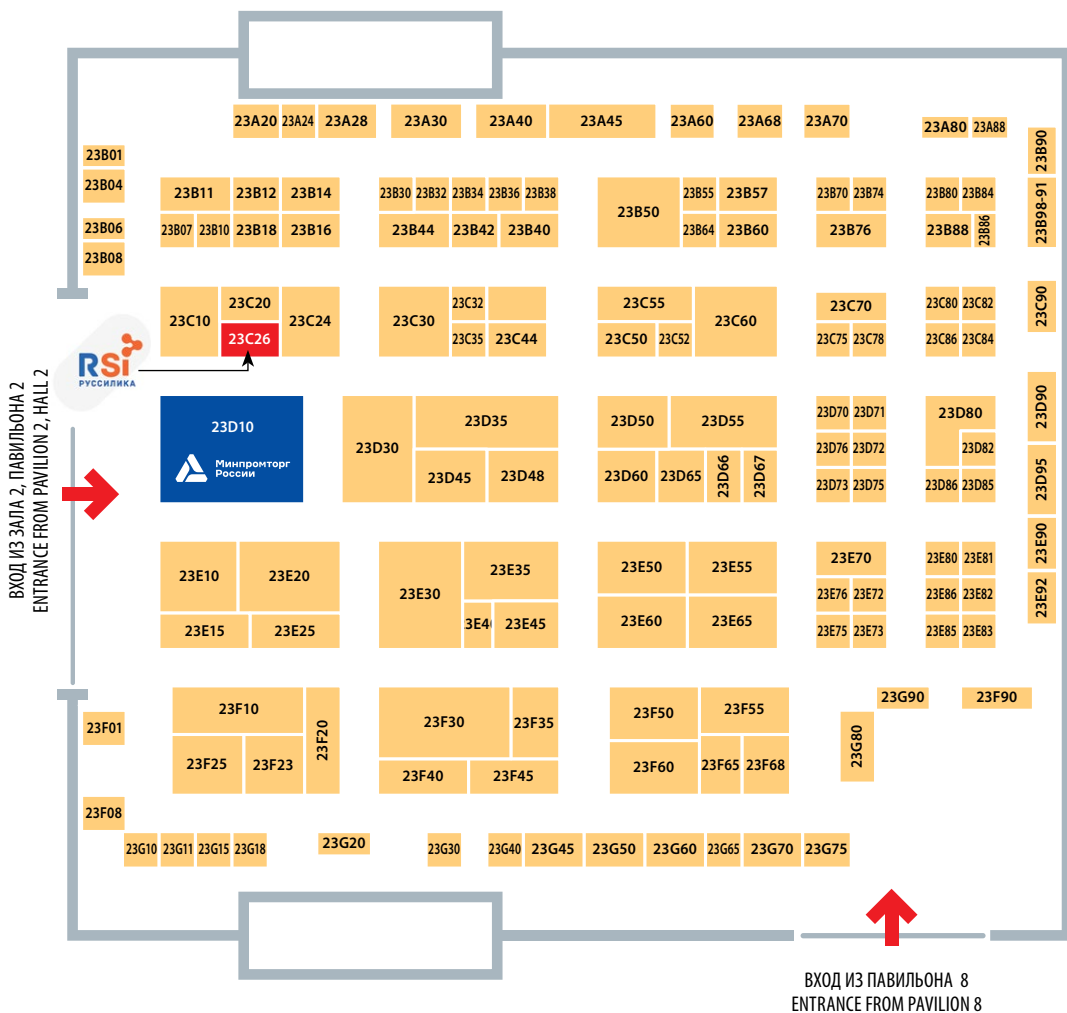 23A20 23A24 23A28 23A30 23A40 23A45 23A60 23A68 23A70 23A80 23A88
23B90
23B01
23B04
23B06
23B08
23B11 23B12 23B14 23B30 23B32 23B34 23B36 23B38 23B50 23B55 23B57 23B70 23B74 23B80 23B84 23B98-91
23B07 23B10 23B18 23B16 23B44 23B42 23B40 23B64 23B60 23B76 23B88 23B86
23C10 23C20 23C24 23C30 23C32 23C55 23C60 23C70 23C80 23C82 23C90
23C26 23C35 23C44 23C50 23C52 23C75 23C78 23C86 23C84
RSi
РУССИЛИКА
ВХОД ИЗ ЗАЛА 2, ПАВИЛЬОНА 2
ENTRANCE FROM PAVILION 2, HALL 2
23D10
Минпромторг
России
23D30 23D35 23D50 23D55 23D70 23D71 23D80 23D90
23D76 23D72 23D82
23D45 23D48 23D60 23D65 23D66 23D67 23D73 23D75 23D86 23D85 23D95
23E10 23E20 23E30 23E35 23E50 23E55 23E70 23E80 23E81 23E90
23E76 23E72 23E86 23E82 23E92
23E15 23E25 3E4 23E45 23E60 23E65 23E75 23E73 23E85 23E83
23G90 23F90
23F01 23F10 23F20 23F30 23F35 23F50 23F55 23G80
23F25 23F23 23F40 23F45 23F60 23F65 23F68
23F08
23G10 23G11 23G15 23G18 23G20 23G30 23G40 23G45 23G50 23G60 23G65 23G70 23G75
ВХОД ИЗ ПАВИЛЬОНА 8
ENTRANCE FROM PAVILION 8